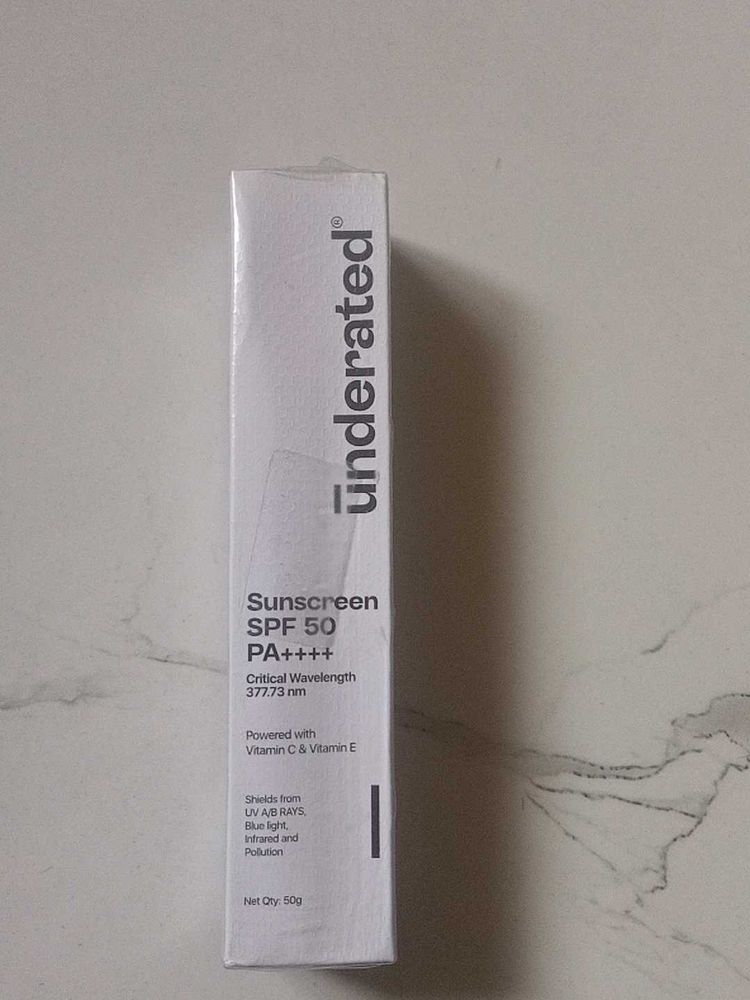 ūnderated®
Sunscreen
SPF 50
PA++++
Critical Wavelength
377.73 nm
Powered with
Vitamin C & Vitamin E
Shields from
UV A/B RAYS,
Blue light,
Infrared and
Pollution
Net Qty: 50g